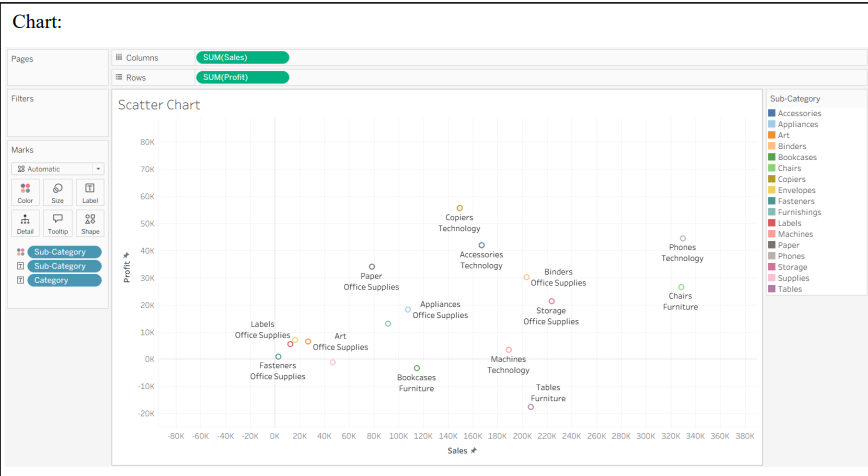 Chart:
Pages
Columns
SUM(Sales)
Rows
SUM(Profit)
Filters
Marks
Automatic
Color
Size
Label
Detail
Tooltip
Shape
Sub-Category
Sub-Category
Category
Scatter Chart
80K
70K
60K
50K
40K
30K
20K
10K
0K
-10K
-20K
Profit
Copiers
Technology
Accessories
Technology
Phones
Technology
Paper
Office Supplies
Binders
Office Supplies
Chairs
Furniture
Appliances
Office Supplies
Storage
Office Supplies
Labels
Office Supplies
Art
Office Supplies
Fasteners
Office Supplies
Machines
Technology
Bookcases
Furniture
Tables
Furniture
-80K -60K -40K -20K 0K 20K 40K 60K 80K 100K 120K 140K 160K 180K 200K 220K 240K 260K 280K 300K 320K 340K 360K 380K
Sales
Sub-Category
Accessories
Appliances
Art
Binders
Bookcases
Chairs
Copiers
Envelopes
Fasteners
Furnishings
Labels
Machines
Paper
Phones
Storage
Supplies
Tables